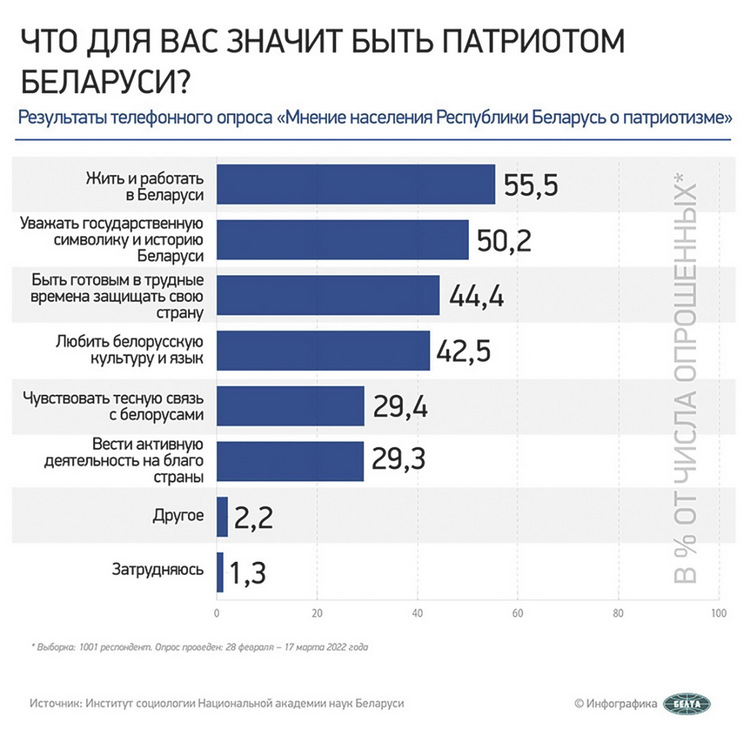 ЧТО ДЛЯ ВАС ЗНАЧИТ БЫТЬ ПАТРИОТОМ
БЕЛАРУСИ?
Результаты телефонного опроса «Мнение населения Республики Беларусь о патриотизме»
Жить и работать
в Беларуси
55,5
Уважать государственную
символику и историю
Беларуси
50,2
Быть готовым в трудные
времена защищать свою
страну
44,4
Любить белорусскую
культуру и язык
42,5
Чувствовать тесную связь
с белорусами
29,4
Вести активную
деятельность на благо
страны
29,3
Другое
2,2
Затрудняюсь
1,3
В % ОТ ЧИСЛА ОПРОШЕННЫХ*
0 20 40 60 80 100
* Выборка: 1001 респондент. Опрос проведен: 28 февраля – 17 марта 2022 года
Источник: Институт социологии Национальной академии наук Беларуси
© Инфографика БЕЛТА